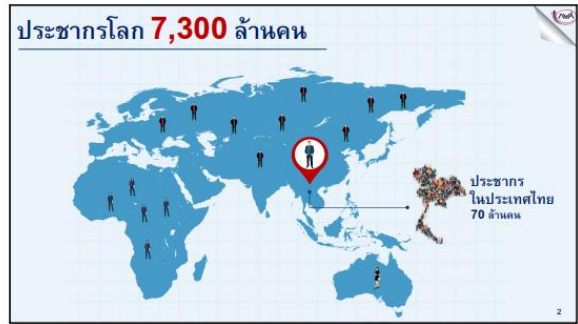 ประชากรโลก 7,300 ล้านคน
ประชากร
ในประเทศไทย
70 ล้านคน
2